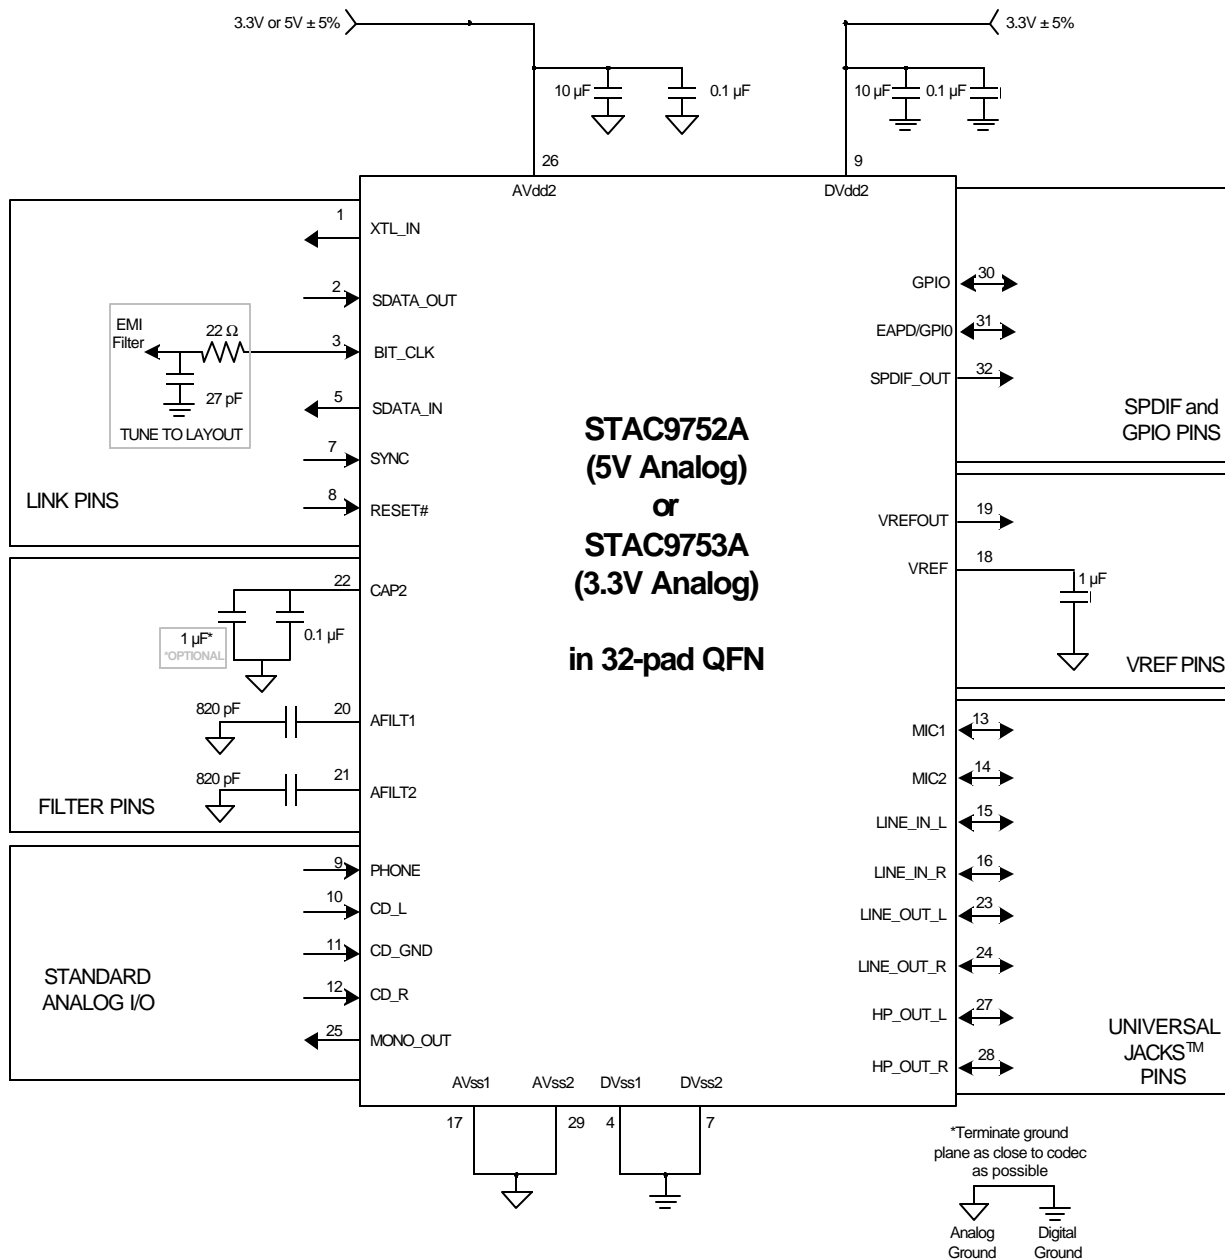 3.3V or 5V ± 5%
3.3V ± 5%
10 µF
0.1 µF
10 µF
0.1 µF
26
9
AVdd2
DVdd2
1
XTL_IN
2
SDATA_OUT
EMI
Filter
22 Ω
3
BIT_CLK
27 pF
5
SDATA_IN
TUNE TO LAYOUT
7
SYNC
8
RESET#
LINK PINS
GPIO
30
EAPD/GPI0
31
SPDIF_OUT
32
SPDIF and
GPIO PINS
STAC9752A
(5V Analog)
or
STAC9753A
(3.3V Analog)
in 32-pad QFN
VREFOUT
19
VREF
18
1 µF
VREF PINS
22
CAP2
1 µF*
*OPTIONAL
0.1 µF
820 pF
20
AFILT1
820 pF
21
AFILT2
FILTER PINS
MIC1
13
MIC2
14
LINE_IN_L
15
LINE_IN_R
16
LINE_OUT_L
23
LINE_OUT_R
24
HP_OUT_L
27
HP_OUT_R
28
UNIVERSAL
JACKS™
PINS
9
PHONE
10
CD_L
11
CD_GND
12
CD_R
25
MONO_OUT
STANDARD
ANALOG I/O
AVss1
AVss2
DVss1
DVss2
17
29
4
7
*Terminate ground
plane as close to codec
as possible
Analog
Ground
Digital
Ground